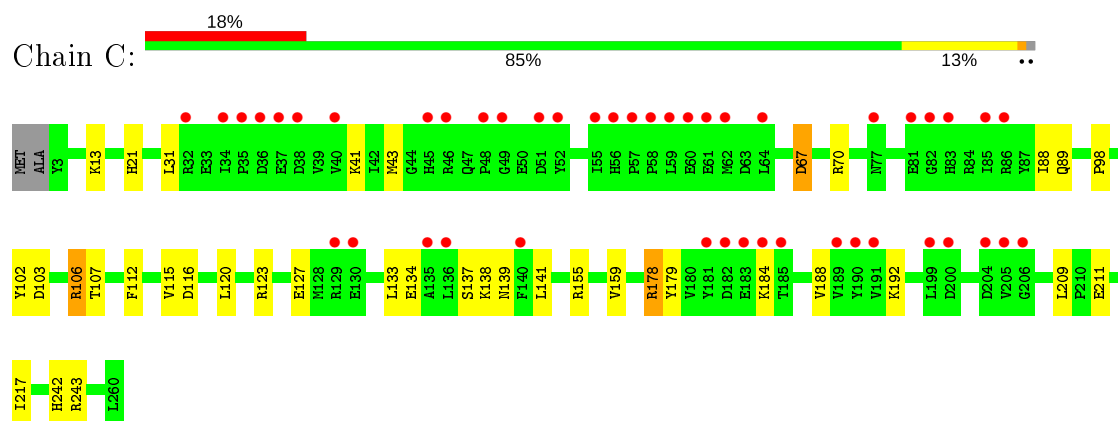 18%
Chain C:
85% 13% ••
MET ALA Y3 K13 H21 L31 R32 E33 I34 P35 D36 E37 D38 V39 V40 K41 I42 M43 G44 H45 R46 Q47 P48 G49 E50 D51 Y52 I55 H56 P57 P58 L59 E60 E61 M62 D63 L64 D67 R70 N77 E81 G82 H83 R84 I85 R86 Y87 I88 Q89 P98
Y102 D103 R106 T107 F112 V115 D116 L120 R123 E127 M128 R129 E130 L133 E134 A135 L136 S137 K138 N139 F140 L141 R155 V159 R178 Y179 V180 Y181 D182 E183 K184 T185 V188 V189 Y190 V191 K192 L199 D200 D204 V205 G206 L209 P210 E211
I217 H242 R243 L260